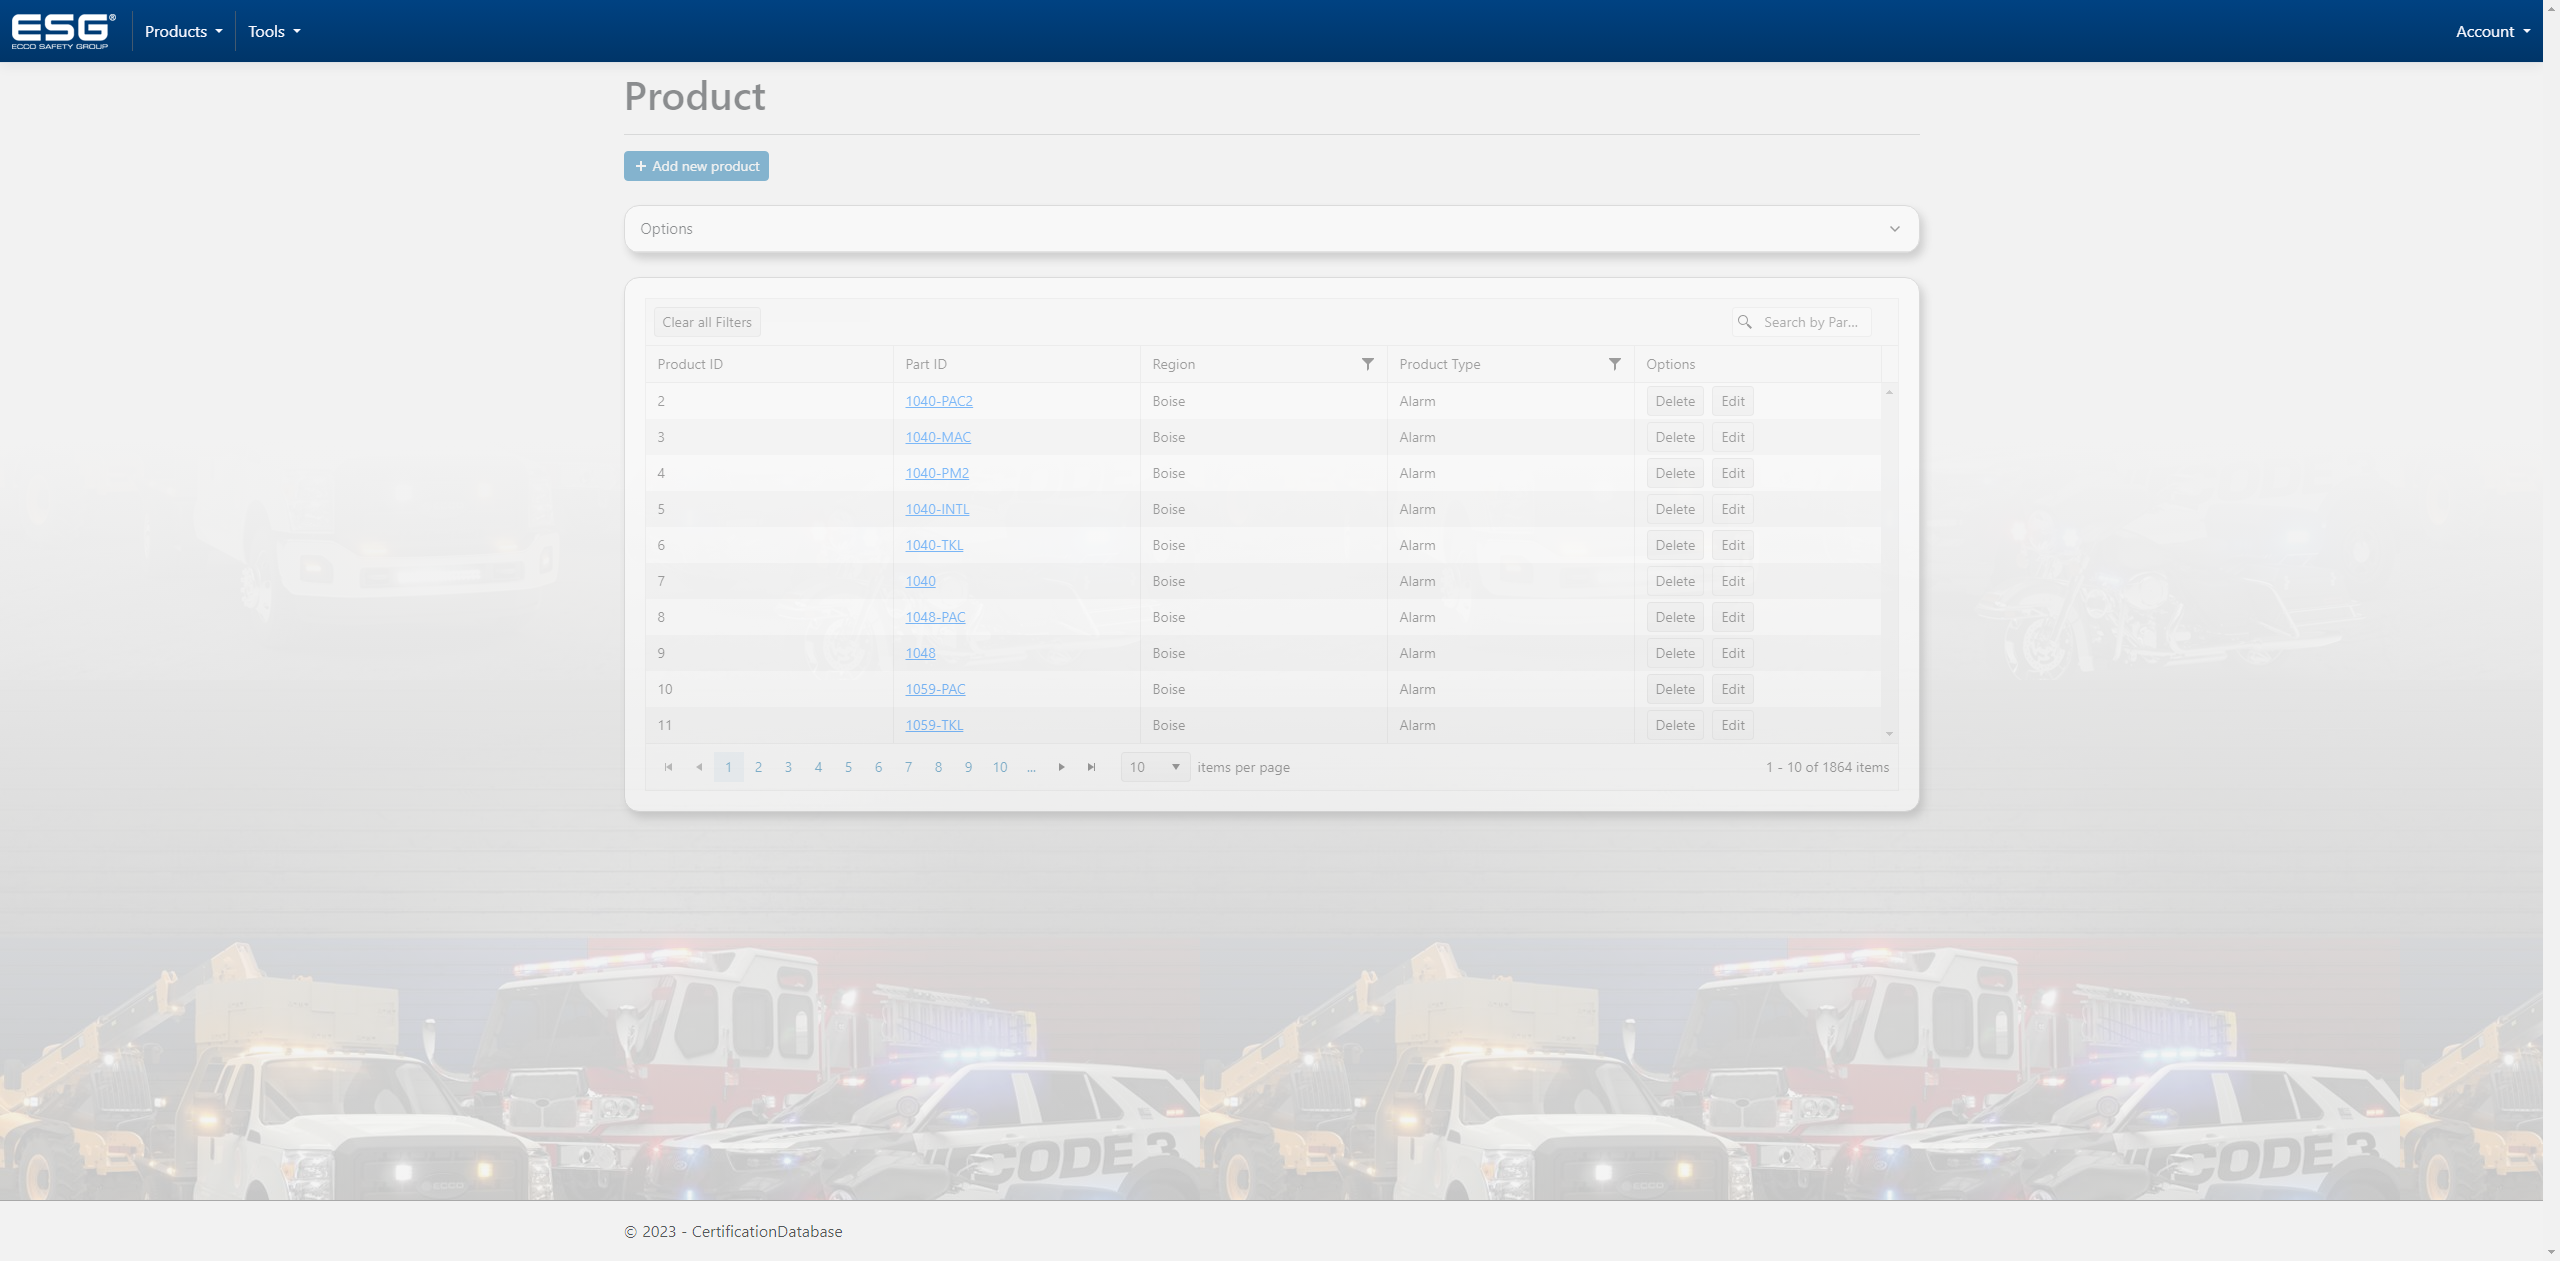 ESG®
ECCO SAFETY GROUP
Products
Tools
Account
Product
+ Add new product
Options
Clear all Filters
Search by Par...
Product ID Part ID Region Product Type Options
2 1040-PAC2 Boise Alarm Delete Edit
3 1040-MAC Boise Alarm Delete Edit
4 1040-PM2 Boise Alarm Delete Edit
5 1040-INTL Boise Alarm Delete Edit
6 1040-TKL Boise Alarm Delete Edit
7 1040 Boise Alarm Delete Edit
8 1048-PAC Boise Alarm Delete Edit
9 1048 Boise Alarm Delete Edit
10 1059-PAC Boise Alarm Delete Edit
11 1059-TKL Boise Alarm Delete Edit
1 2 3 4 5 6 7 8 9 10 ... 10 items per page 1 - 10 of 1864 items
CODE 3
CODE 3
ECCO
ECCO
© 2023 - CertificationDatabase